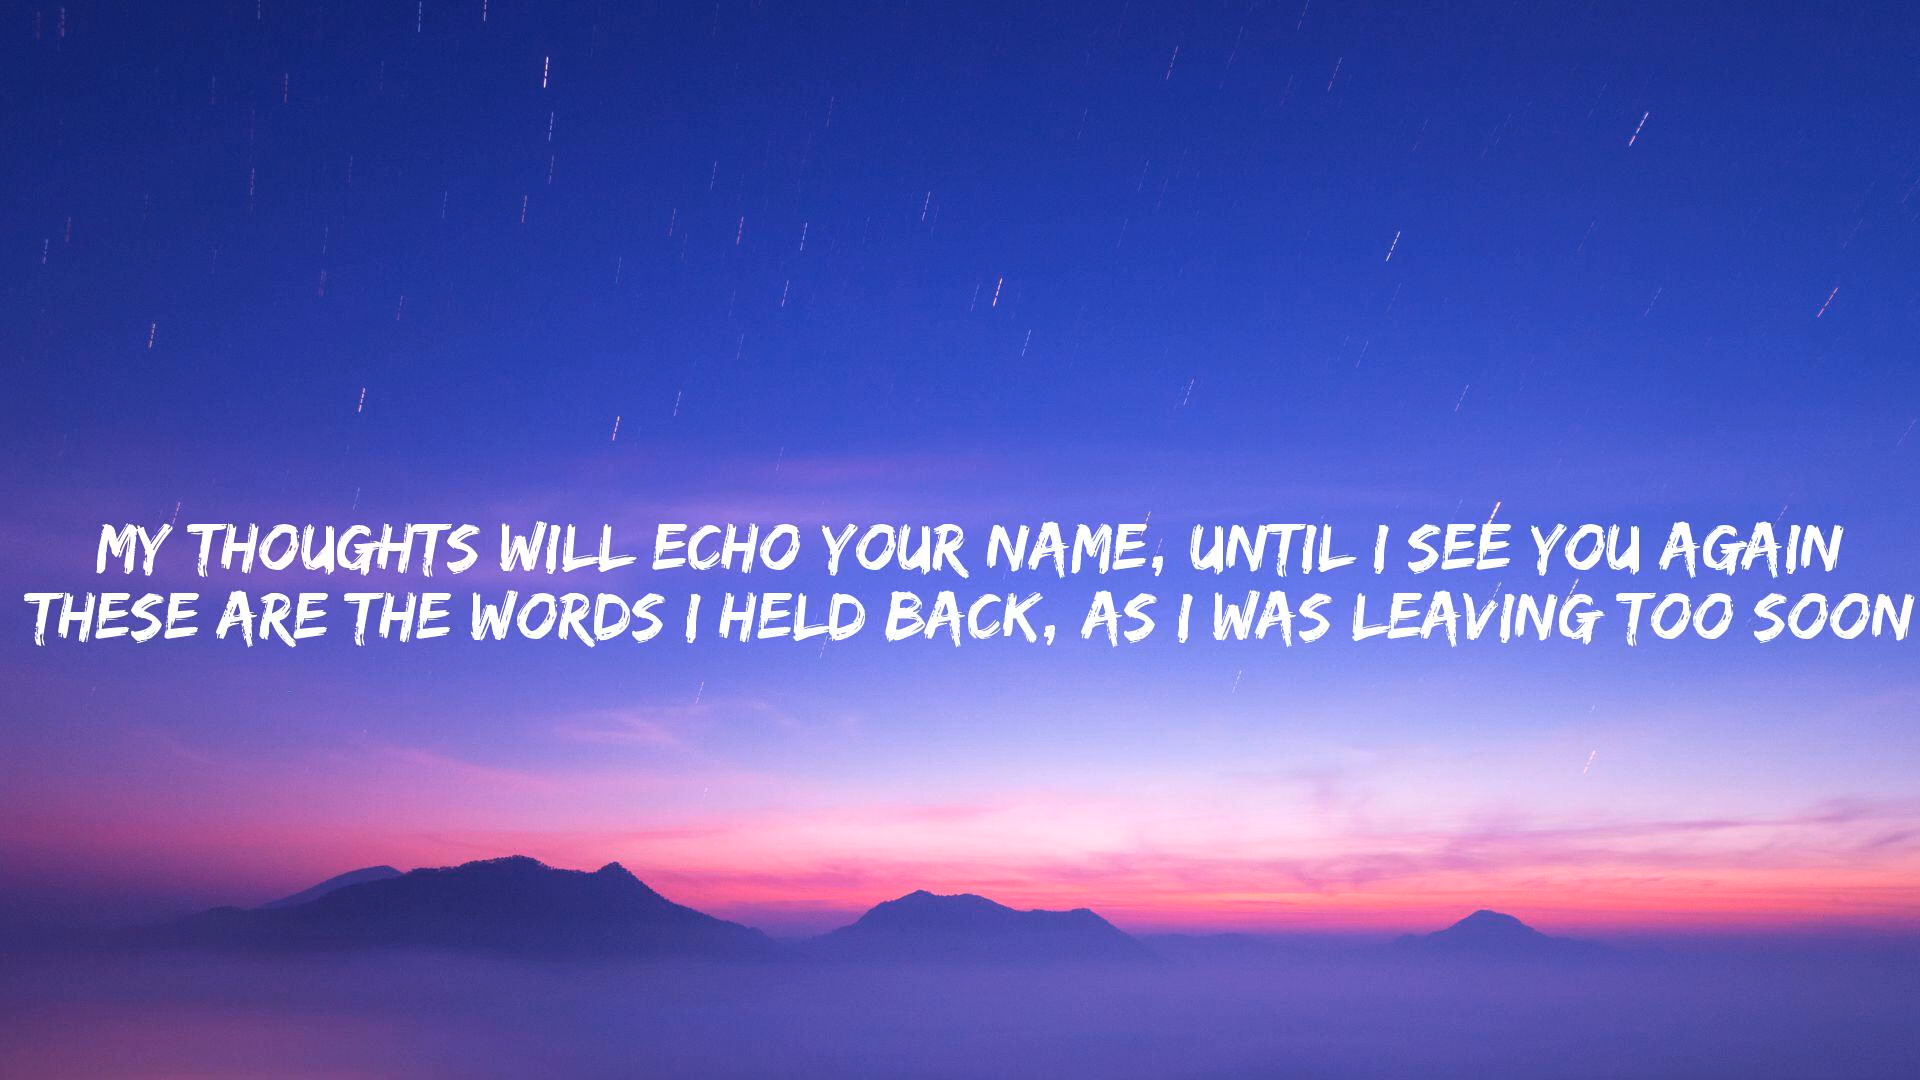 MY THOUGHTS WILL ECHO YOUR NAME, UNTIL I SEE YOU AGAIN
THESE ARE THE WORDS I HELD BACK, AS I WAS LEAVING TOO SOON